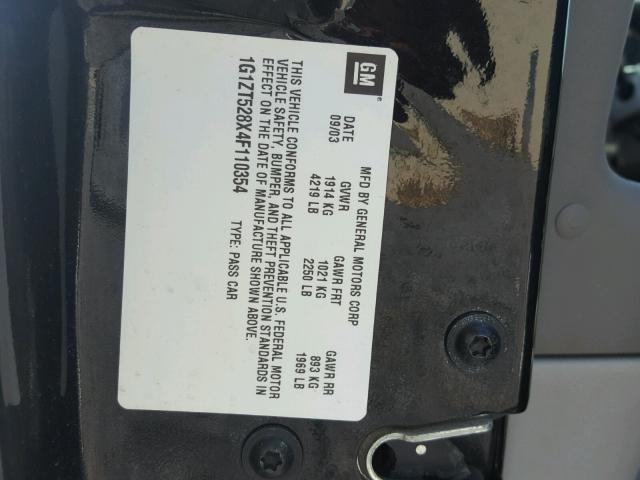 GM
MFD BY GENERAL MOTORS CORP
DATE GVWR GAWR FRT GAWR RR
09/03 1914 KG 1021 KG 893 KG
4219 LB 2250 LB 1969 LB
THIS VEHICLE CONFORMS TO ALL APPLICABLE U.S. FEDERAL MOTOR
VEHICLE SAFETY, BUMPER, AND THEFT PREVENTION STANDARDS IN
EFFECT ON THE DATE OF MANUFACTURE SHOWN ABOVE.
1G1ZT528X4F110354 TYPE: PASS CAR